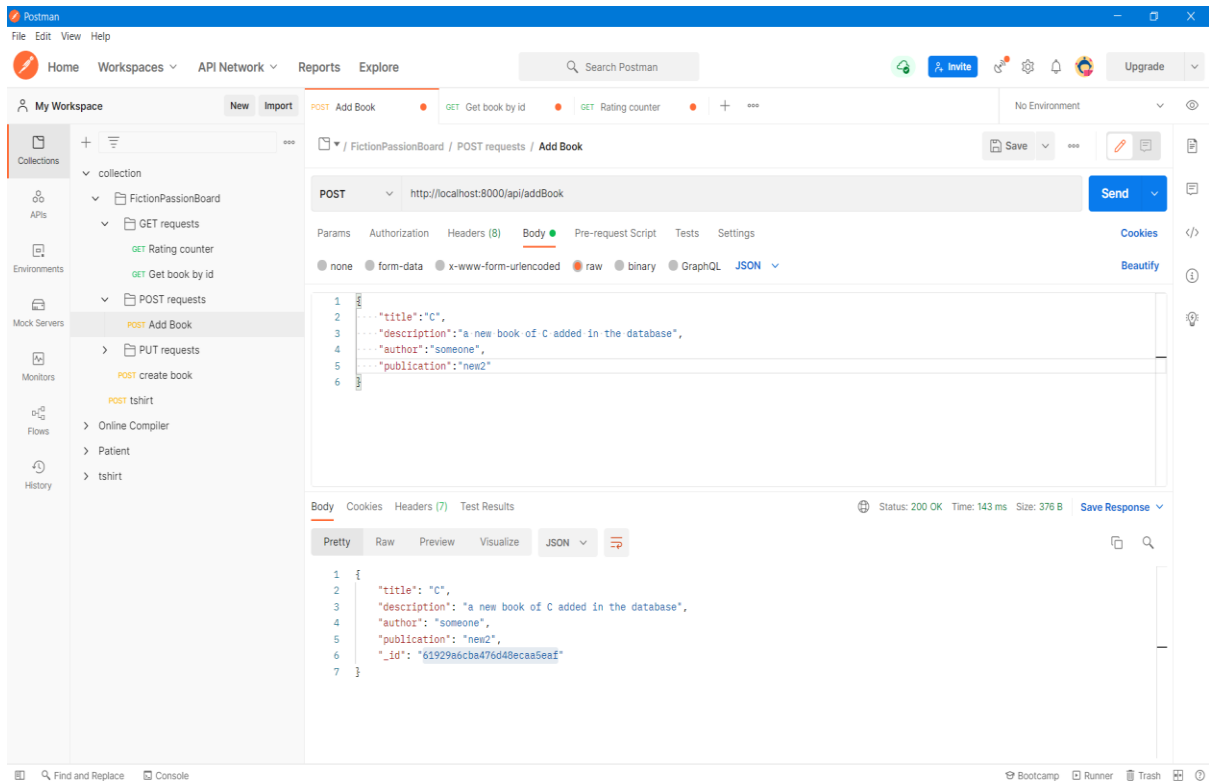 Postman
File Edit View Help
Home Workspaces API Network Reports Explore Search Postman Invite Upgrade
My Workspace New Import POST Add Book GET Get book by id GET Rating counter + ooo No Environment
Collections + ooo / FictionPassionBoard / POST requests / Add Book Save ooo
collection
APIs FictionPassionBoard POST http://localhost:8000/api/addBook Send
GET requests
Params Authorization Headers (8) Body Pre-request Script Tests Settings Cookies
Environments GET Rating counter
GET Get book by id none form-data x-www-form-urlencoded raw binary GraphQL JSON Beautify
Mock Servers POST requests
POST Add Book
Monitors PUT requests
POST create book
POST tshirt
Flows Online Compiler
Patient
History tshirt
1 {
2 "title":"C",
3 "description":"a new book of C added in the database",
4 "author":"someone",
5 "publication":"new2"
6 }
Body Cookies Headers (7) Test Results Status: 200 OK Time: 143 ms Size: 376 B Save Response
Pretty Raw Preview Visualize JSON
1 {
2 "title": "C",
3 "description": "a new book of C added in the database",
4 "author": "someone",
5 "publication": "new2",
6 "_id": "61929a6cba476d48ecaa5eaf"
7 }
Find and Replace Console Bootcamp Runner Trash